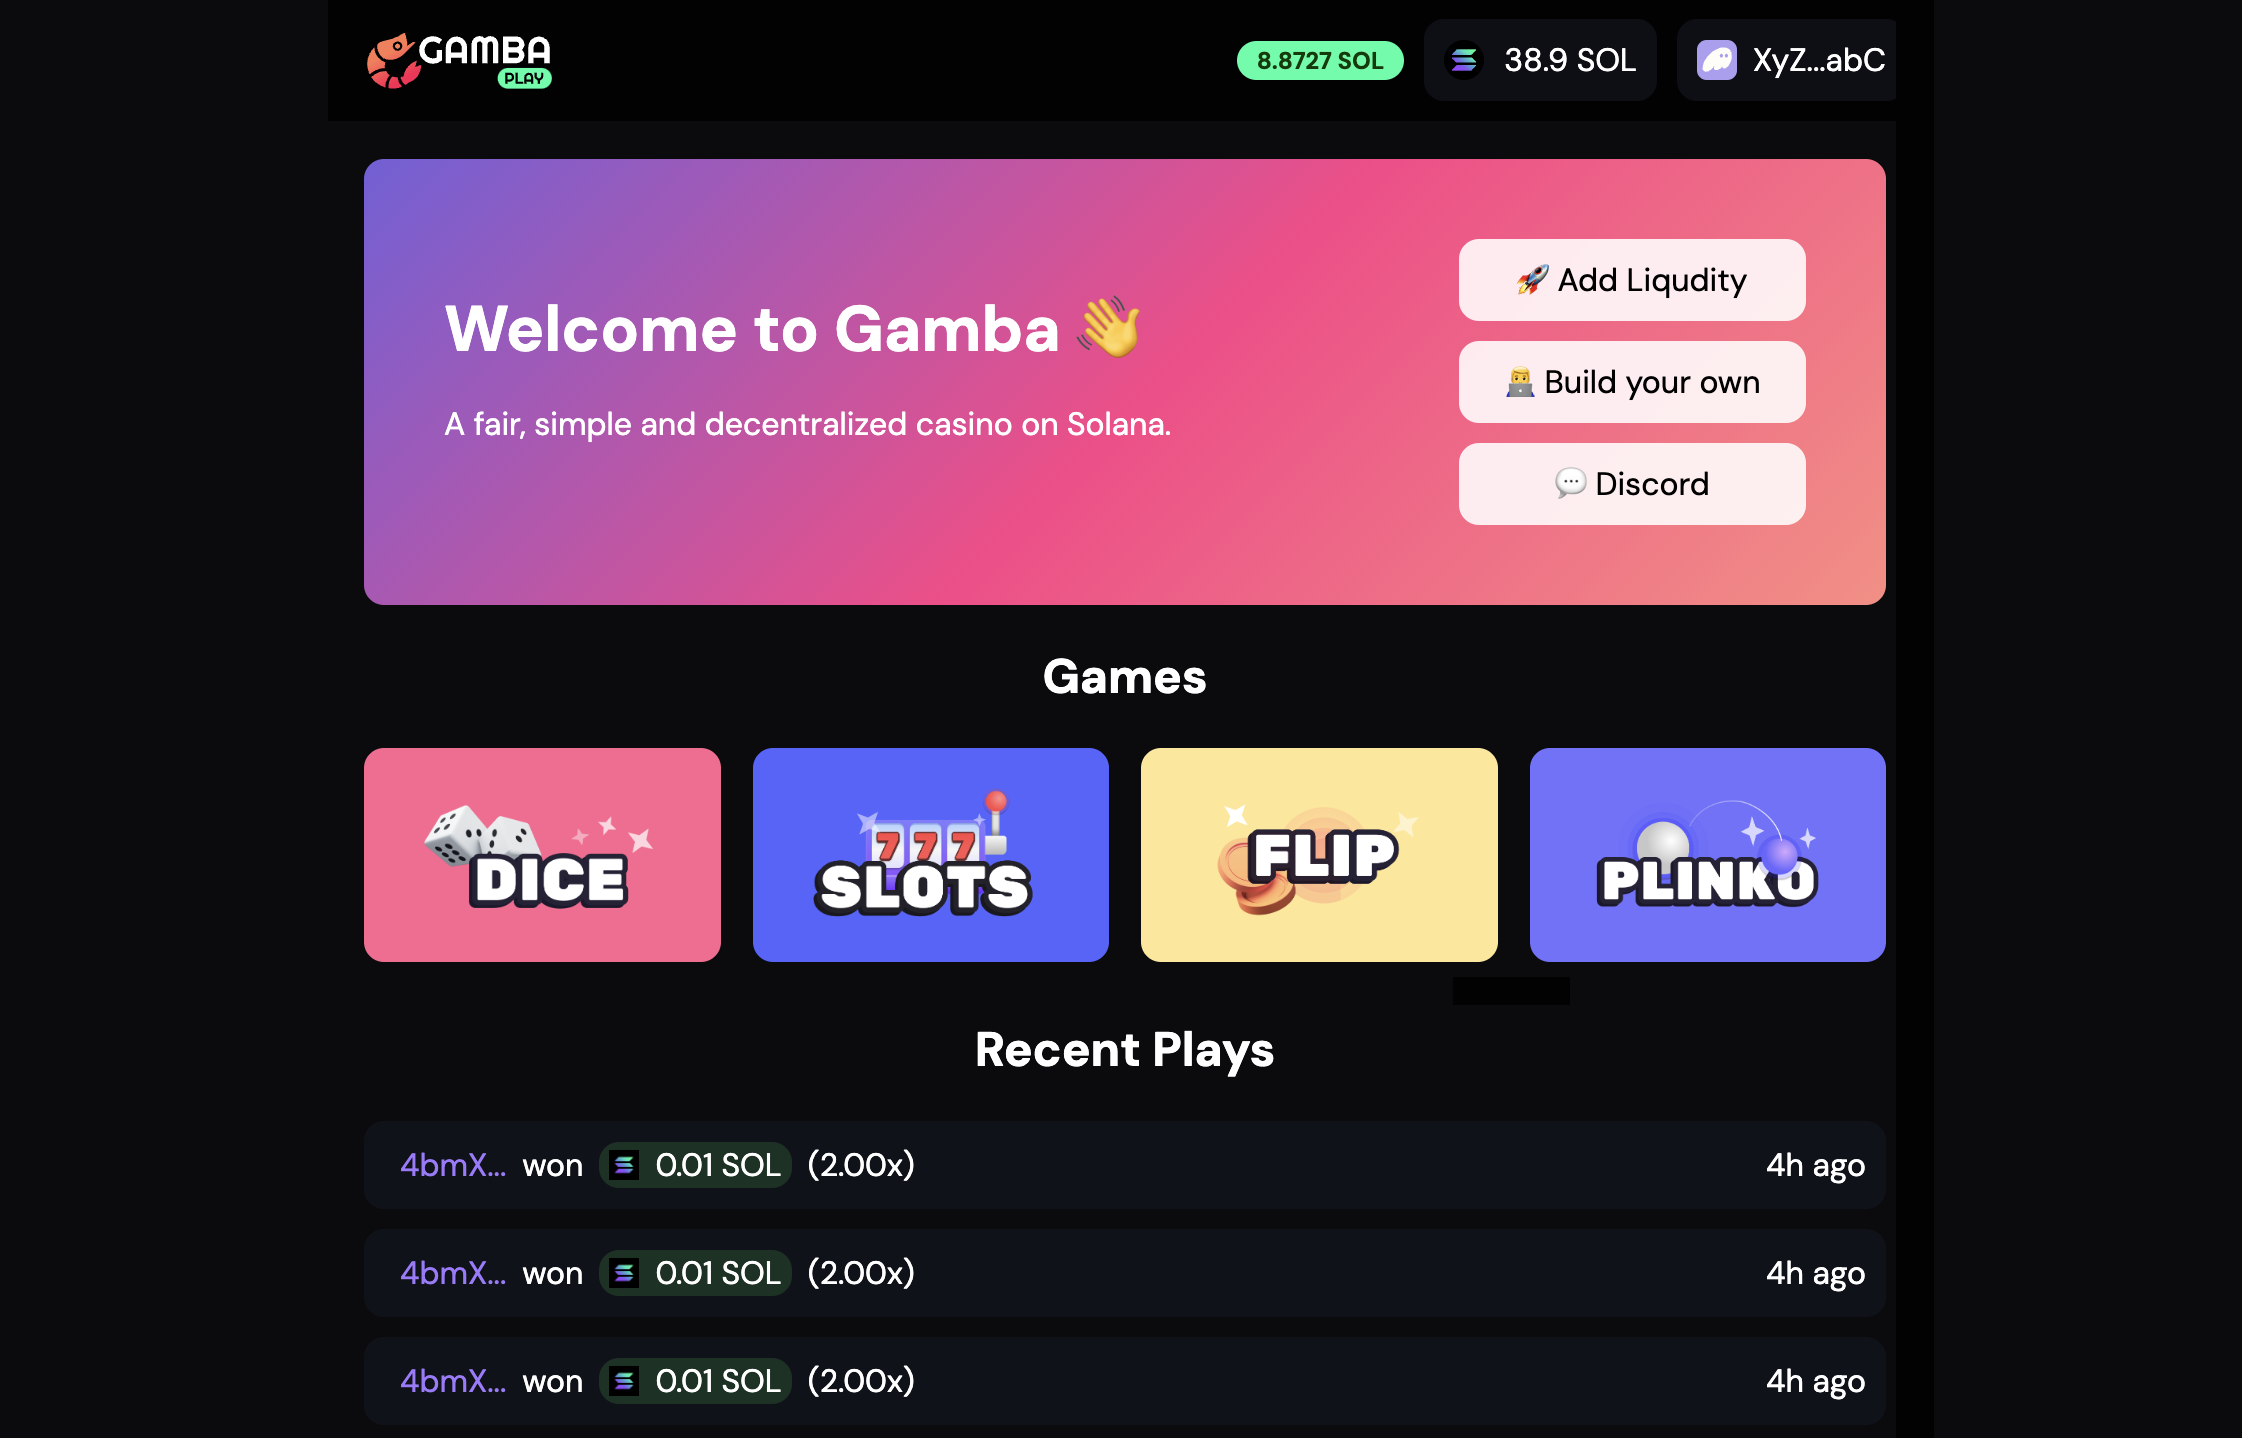 GAMBA
PLAY
8.8727 SOL
38.9 SOL
XyZ...abC
Welcome to Gamba 👋
A fair, simple and decentralized casino on Solana.
🚀 Add Liqudity
👨‍💻 Build your own
💬 Discord
Games
DICE
777
SLOTS
FLIP
PLINKO
Recent Plays
4bmX... won 0.01 SOL (2.00x) 4h ago
4bmX... won 0.01 SOL (2.00x) 4h ago
4bmX... won 0.01 SOL (2.00x) 4h ago